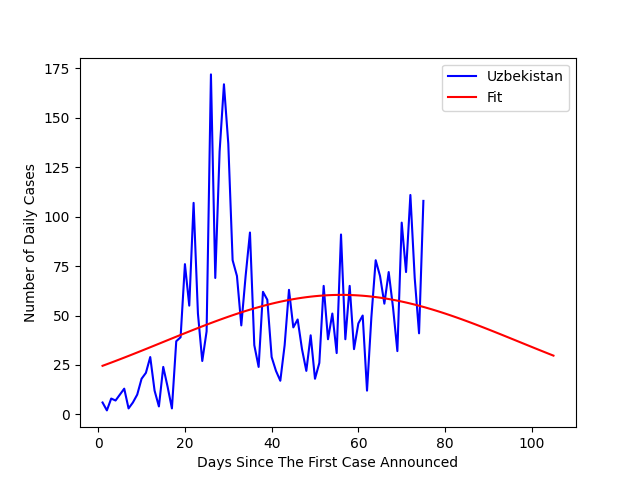 175
150
125
100
75
50
25
0
Number of Daily Cases
Uzbekistan
Fit
0 20 40 60 80 100
Days Since The First Case Announced